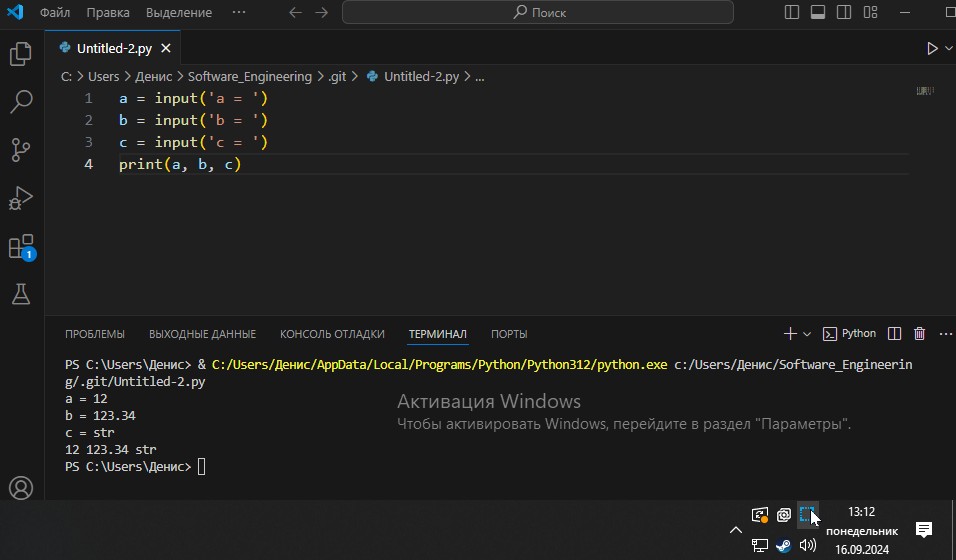 Файл Правка Выделение ··· Поиск
Untitled-2.py
C: > Users > Денис > Software_Engineering > .git > Untitled-2.py > ...
1 a = input('a = ')
2 b = input('b = ')
3 c = input('c = ')
4 print(a, b, c)
1
ПРОБЛЕМЫ ВЫХОДНЫЕ ДАННЫЕ КОНСОЛЬ ОТЛАДКИ ТЕРМИНАЛ ПОРТЫ Python ···
PS C:\Users\Денис> & C:/Users/Денис/AppData/Local/Programs/Python/Python312/python.exe c:/Users/Денис/Software_Engineerin
g/.git/Untitled-2.py
a = 12
b = 123.34
c = str
12 123.34 str
PS C:\Users\Денис>
Активация Windows
Чтобы активировать Windows, перейдите в раздел "Параметры".
13:12
понедельник
16.09.2024